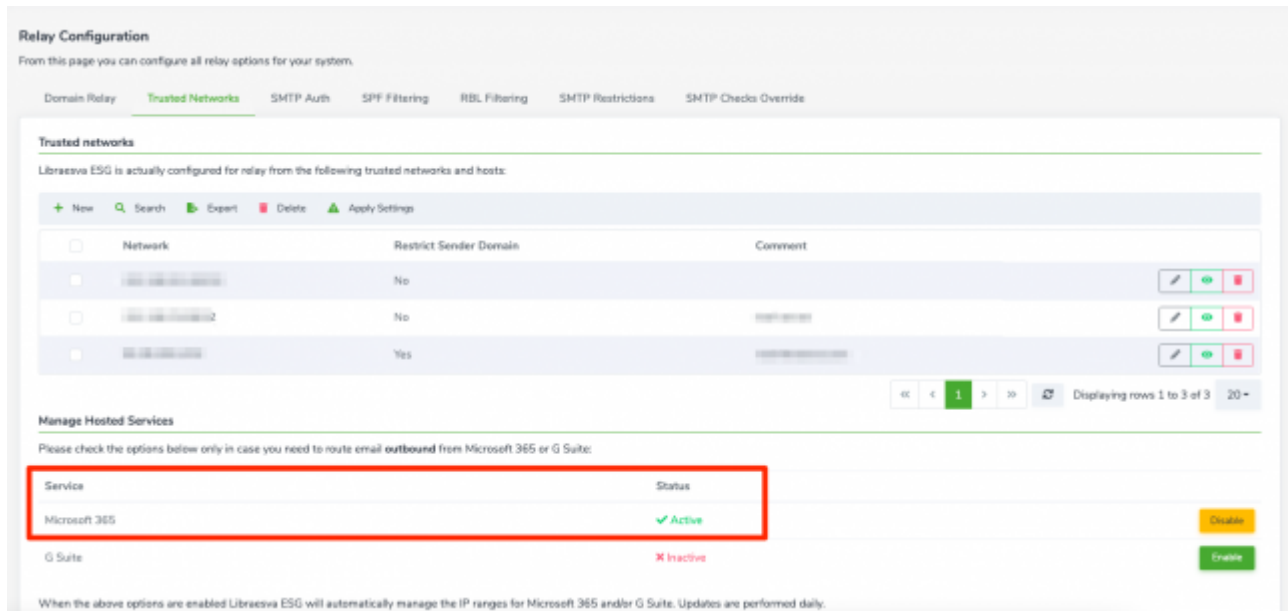 Relay Configuration
From this page you can configure all relay options for your system.
Domain Relay Trusted Networks SMTP Auth SPF Filtering RBL Filtering SMTP Restrictions SMTP Checks Override
Trusted networks
Libraesva ESG is actually configured for relay from the following trusted networks and hosts:
New Search Export Delete Apply Settings
Network Restrict Sender Domain Comment
No
No
Yes
« ‹ 1 › » Displaying rows 1 to 3 of 3 20
Manage Hosted Services
Please check the options below only in case you need to route email outbound from Microsoft 365 or G Suite:
Service Status
Microsoft 365 Active Disable
G Suite Inactive Enable
When the above options are enabled Libraesva ESG will automatically manage the IP ranges for Microsoft 365 and/or G Suite. Updates are performed daily.